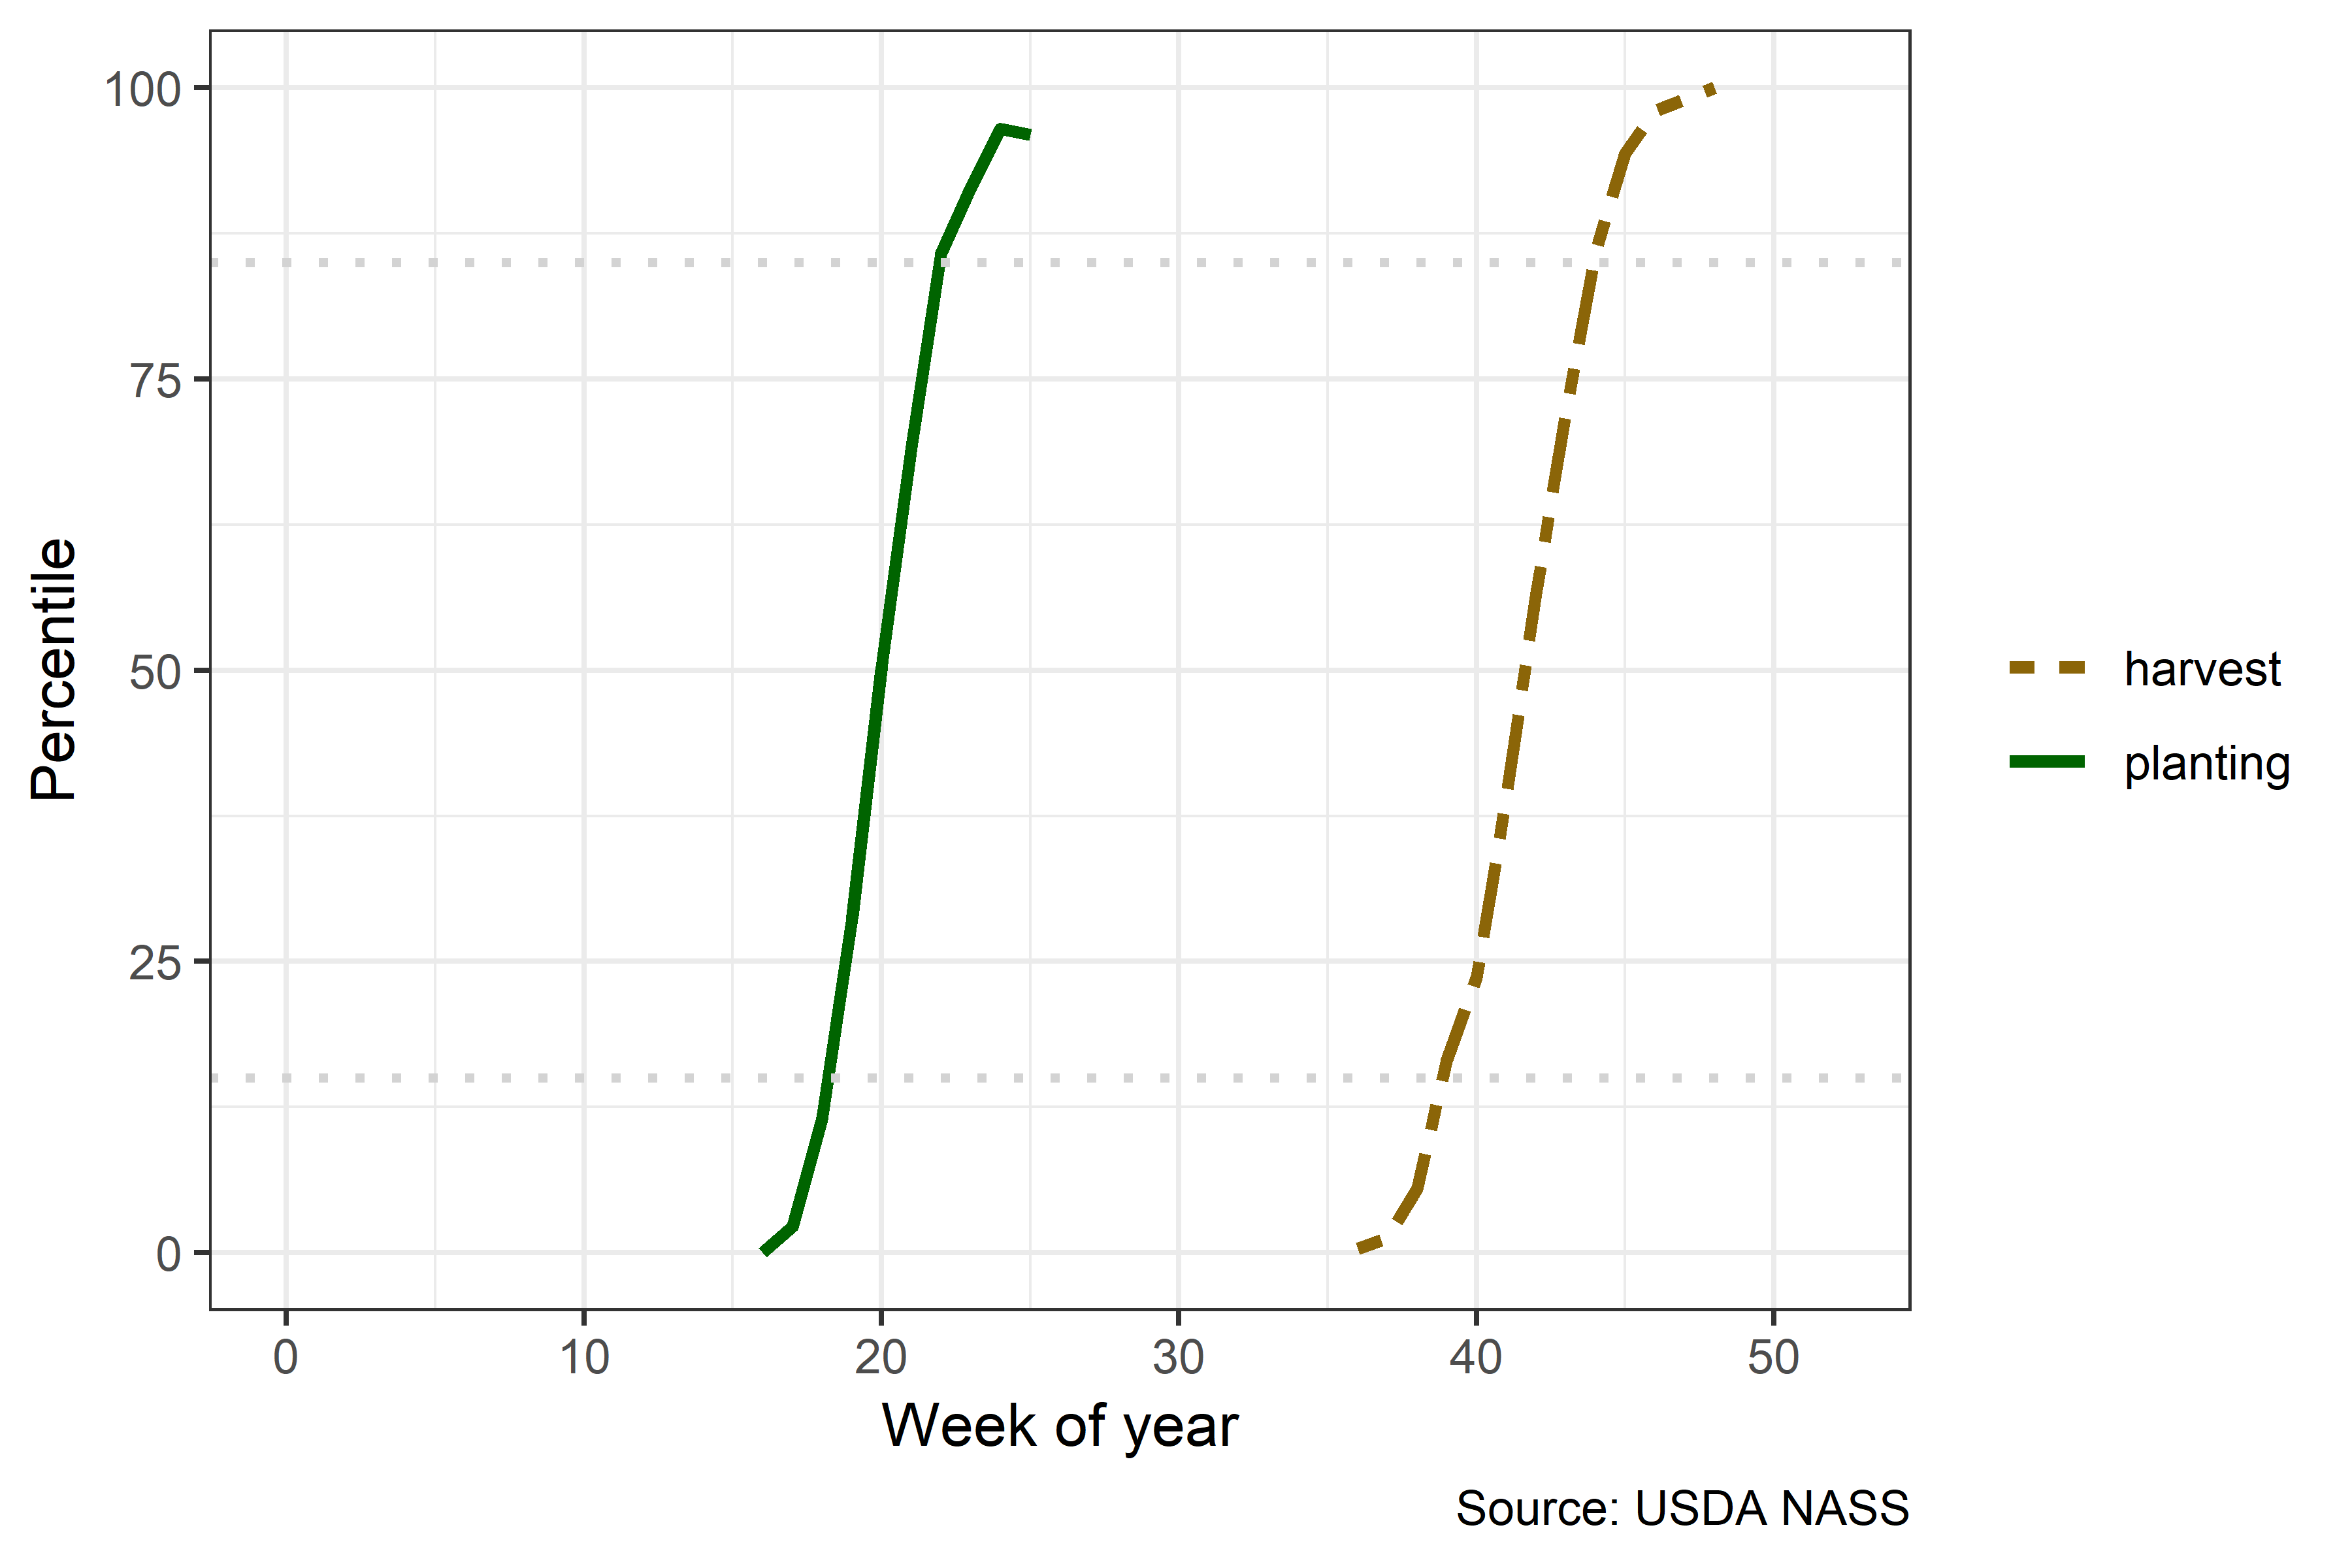 Percentile
100
75
50
25
0
0 10 20 30 40 50
Week of year
harvest
planting
Source: USDA NASS